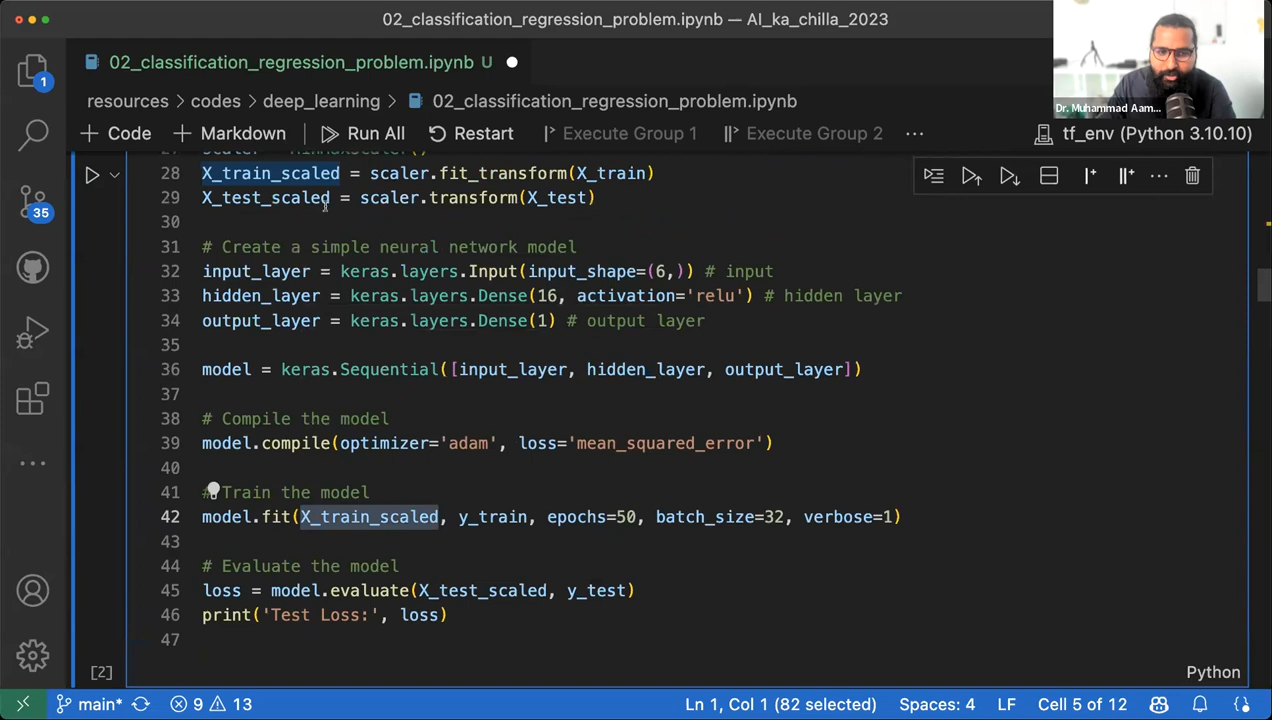 02_classification_regression_problem.ipynb — AI_ka_chilla_2023
02_classification_regression_problem.ipynb U
Dr. Muhammad Aam...
resources > codes > deep_learning > 02_classification_regression_problem.ipynb
+ Code + Markdown Run All Restart Execute Group 1 Execute Group 2 ... tf_env (Python 3.10.10)
1
35
27 scaler = MinMaxScaler()
28 X_train_scaled = scaler.fit_transform(X_train)
29 X_test_scaled = scaler.transform(X_test)
30
31 # Create a simple neural network model
32 input_layer = keras.layers.Input(input_shape=(6,)) # input
33 hidden_layer = keras.layers.Dense(16, activation='relu') # hidden layer
34 output_layer = keras.layers.Dense(1) # output layer
35
36 model = keras.Sequential([input_layer, hidden_layer, output_layer])
37
38 # Compile the model
39 model.compile(optimizer='adam', loss='mean_squared_error')
40
41 # Train the model
42 model.fit(X_train_scaled, y_train, epochs=50, batch_size=32, verbose=1)
43
44 # Evaluate the model
45 loss = model.evaluate(X_test_scaled, y_test)
46 print('Test Loss:', loss)
47
[2] Python
main* 9 13 Ln 1, Col 1 (82 selected) Spaces: 4 LF Cell 5 of 12